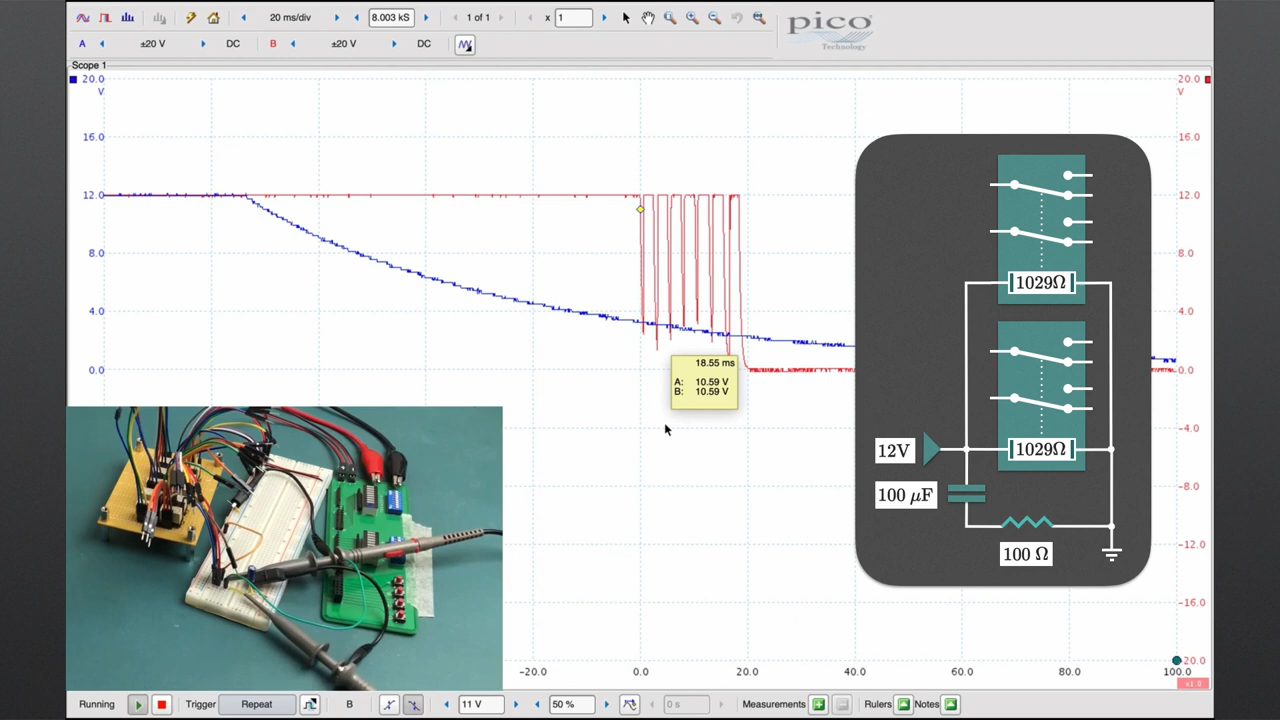 20 ms/div 8.003 kS 1 of 1 x 1
pico
Technology
A ±20 V DC B ±20 V DC
Scope 1
20.0 20.0
V V
16.0 16.0
12.0 12.0
8.0 8.0
4.0 4.0
0.0 0.0
-4.0
-8.0
-12.0
-16.0
-20.0
18.55 ms
A: 10.59 V
B: 10.59 V
1029Ω
1029Ω
12V
100 µF
100 Ω
-20.0 0.0 20.0 40.0 60.0 80.0 100.0
x1.0
Running Trigger Repeat B 11 V 50 % 0 s Measurements Rulers Notes